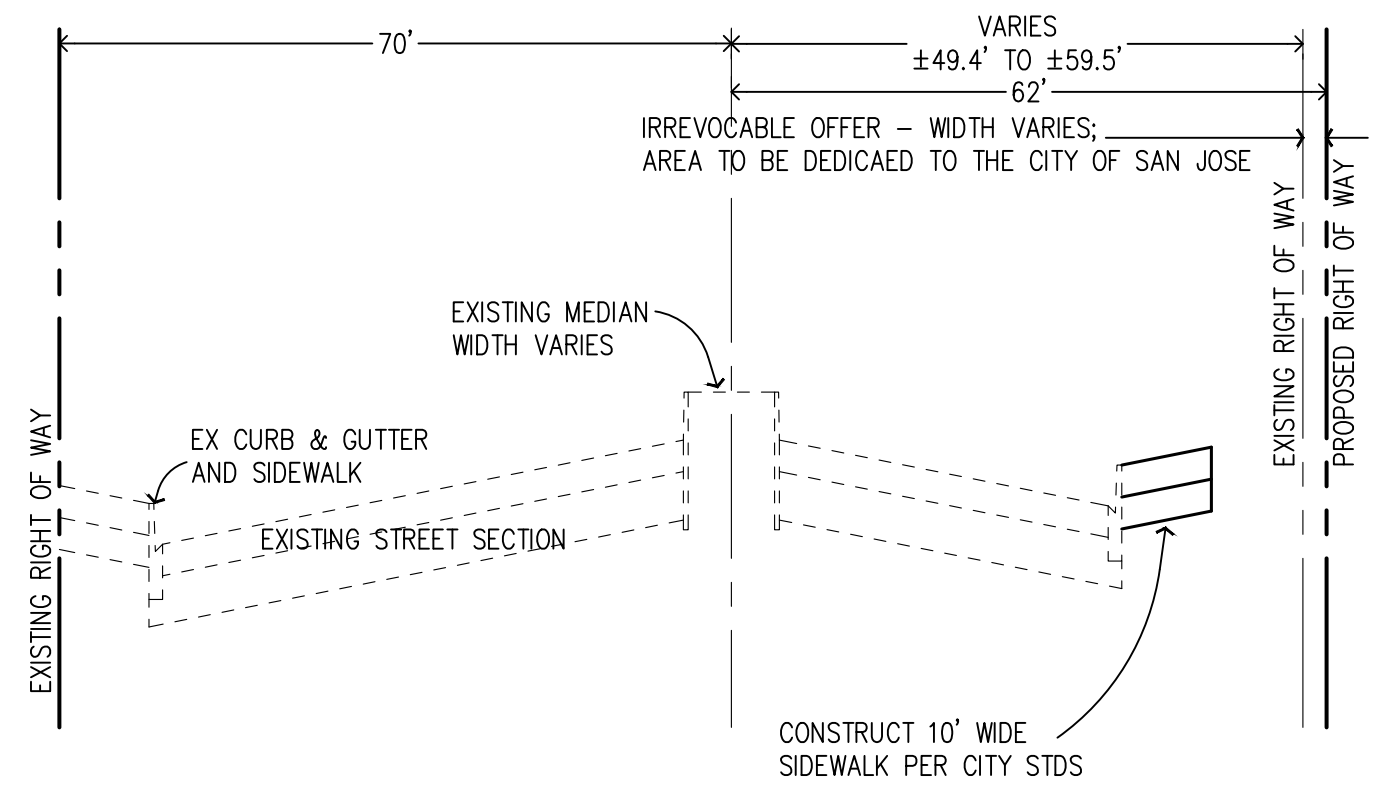 70'
VARIES
±49.4' TO ±59.5'
62'
IRREVOCABLE OFFER – WIDTH VARIES;
AREA TO BE DEDICAED TO THE CITY OF SAN JOSE
EXISTING RIGHT OF WAY
PROPOSED RIGHT OF WAY
EXISTING MEDIAN
WIDTH VARIES
EXISTING RIGHT OF WAY
EX CURB & GUTTER
AND SIDEWALK
EXISTING STREET SECTION
CONSTRUCT 10' WIDE
SIDEWALK PER CITY STDS